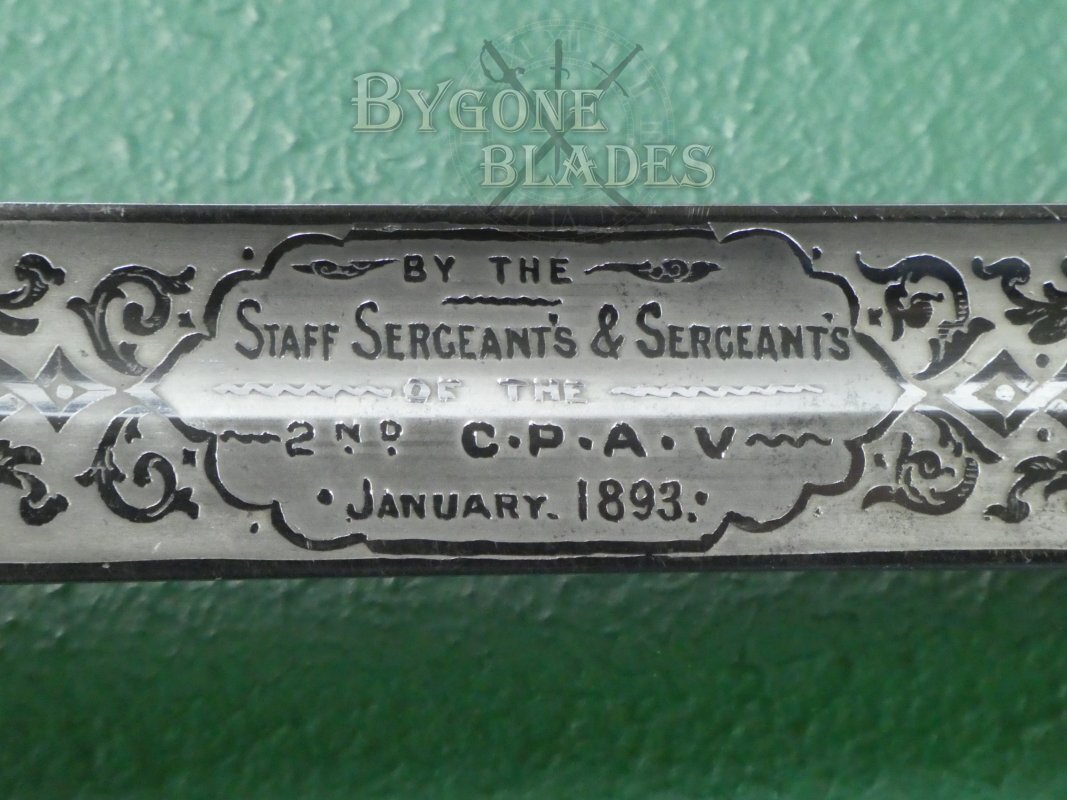 BYGONE
BLADES
BY THE
STAFF SERGEANT'S & SERGEANT'S
OF THE
2ND C·P·A·V
·JANUARY. 1893.